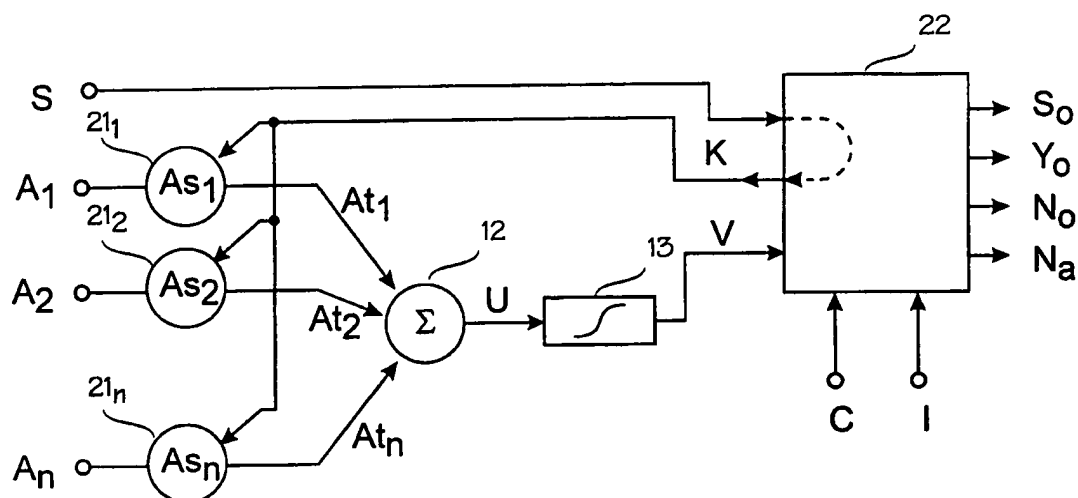 22
S
S₀
K
Y₀
N₀
Nₐ
21₁
A₁
As₁
At₁
21₂
A₂
As₂
At₂
12
Σ
U
13
V
21ₙ
Aₙ
Asₙ
Atₙ
C
I